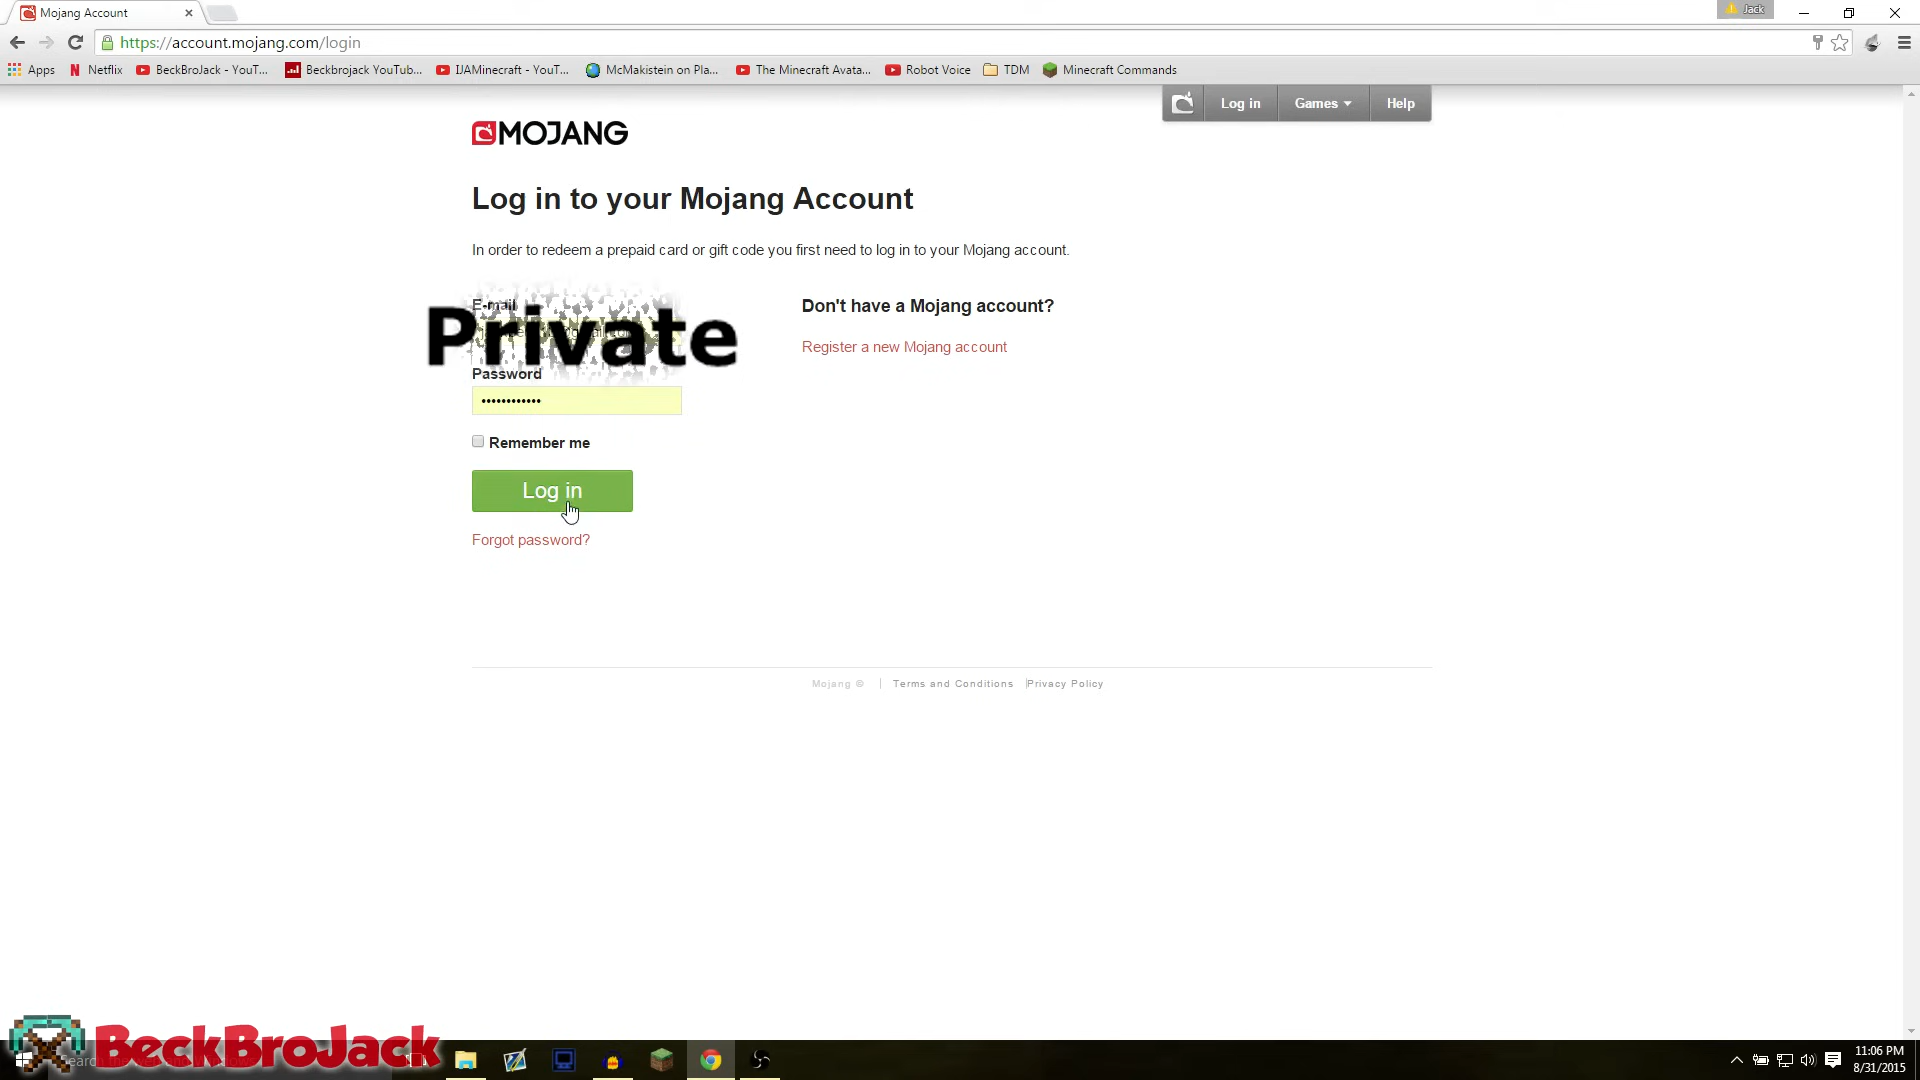 Mojang Account
Jack
https://account.mojang.com/login
Apps
Netflix
BeckBroJack - YouT...
Beckbrojack YouTub...
IJAMinecraft - YouT...
McMakistein on Pla...
The Minecraft Avata...
Robot Voice
TDM
Minecraft Commands
Log in
Games
Help
MOJANG
Log in to your Mojang Account
In order to redeem a prepaid card or gift code you first need to log in to your Mojang account.
E-mail
Private
Password
••••••••••••
Remember me
Log in
Forgot password?
Don't have a Mojang account?
Register a new Mojang account
Mojang ©
Terms and Conditions
Privacy Policy
BeckBroJack
11:06 PM
8/31/2015